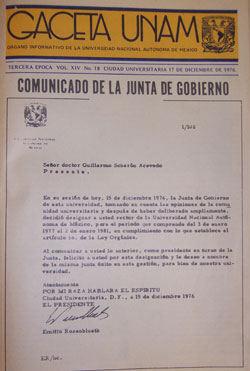 GACETA UNAM
ORGANO INFORMATIVO DE LA UNIVERSIDAD NACIONAL AUTONOMA DE MEXICO
TERCERA EPOCA VOL. XIV No. 18 CIUDAD UNIVERSITARIA 17 DE DICIEMBRE DE 1976
COMUNICADO DE LA JUNTA DE GOBIERNO
Señor doctor Guillermo Soberón Acevedo
Presente.
En su sesión de hoy, 15 de diciembre 1976, la Junta de Gobierno
de esta universidad, tomando en cuenta las opiniones de la comu
nidad universitaria y después de haber deliberado ampliamente,
decidió designar a usted rector de la Universidad Nacional Autó
noma de México, para el período que comprende del 3 de enero
1977 al 2 de enero 1981, en cumplimiento con lo que establece el
artículo de la Ley Orgánica.
Al comunicar a usted lo anterior, como presidente en turno de la
Junta, felicito a usted por esta designación y le deseo a nombre
de la misma junto éxito en esta gestión, para bien de nuestra uni
versidad.
Atentamente
POR MI RAZA HABLARA EL ESPIRITU
Ciudad Universitaria, D.F., a 15 de diciembre 1976
EL PRESIDENTE
Emilio Rosenblueth